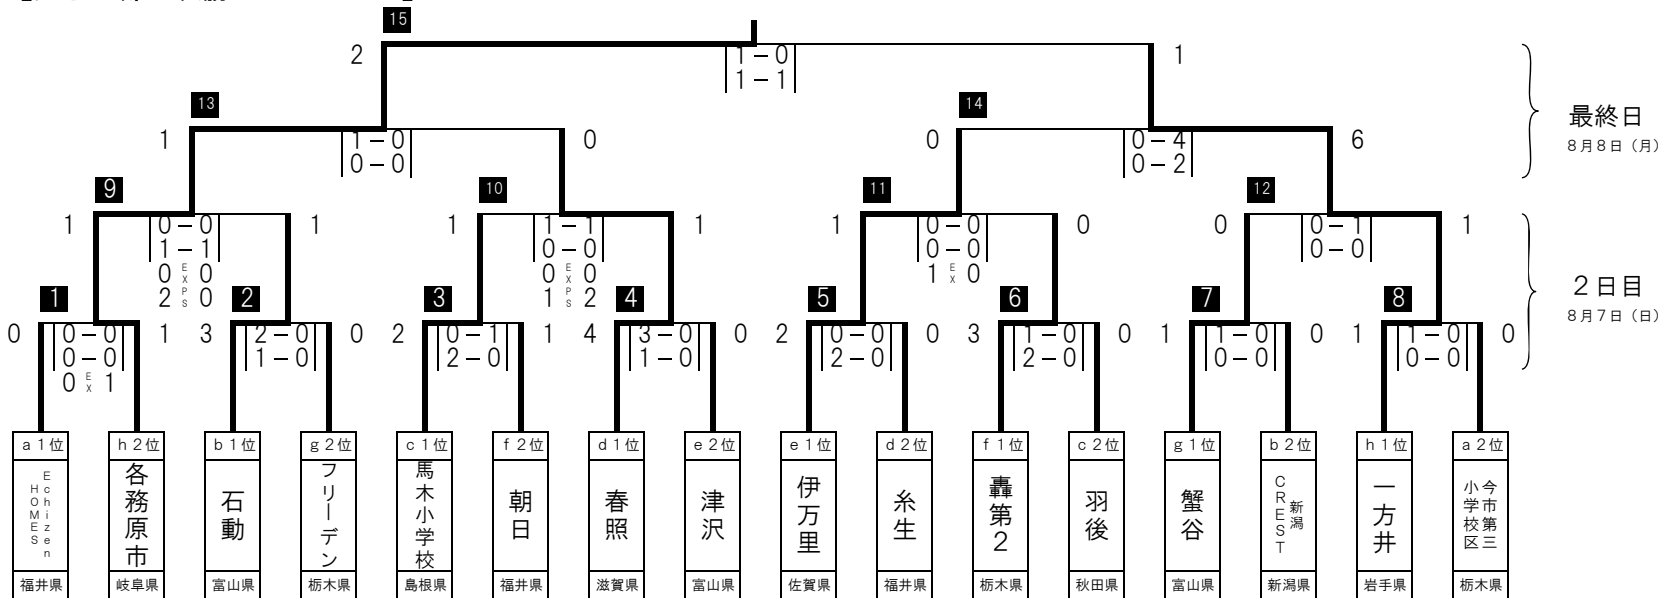 15
2
1－0
1－1
1
13
14
1
1－0
0－0
0
0
0－4
0－2
6
最終日
8月8日（月）
9
10
11
12
1
0－0
1－1
0 EX 0
2 PS 0
1
1
1－1
0－0
0 EX 0
1 PS 2
1
1
0－0
0－0
1 EX 0
0
0
0－1
0－0
1
2日目
8月7日（日）
1
2
3
4
5
6
7
8
0
0－0
0－0
0 EX 1
1
3
2－0
1－0
0
2
0－1
2－0
1
4
3－0
1－0
0
2
0－0
2－0
0
3
1－0
2－0
0
1
1－0
0－0
0
1
1－0
0－0
0
a1位
h2位
b1位
g2位
c1位
f2位
d1位
e2位
e1位
d2位
f1位
c2位
g1位
b2位
h1位
a2位
Echizen
HOMES
各務原市
石動
フリーデン
馬木小学校
朝日
春照
津沢
伊万里
糸生
轟第2
羽後
蟹谷
新潟
CREST
一方井
今市第三
小学校区
福井県
岐阜県
富山県
栃木県
島根県
福井県
滋賀県
富山県
佐賀県
福井県
栃木県
秋田県
富山県
新潟県
岩手県
栃木県